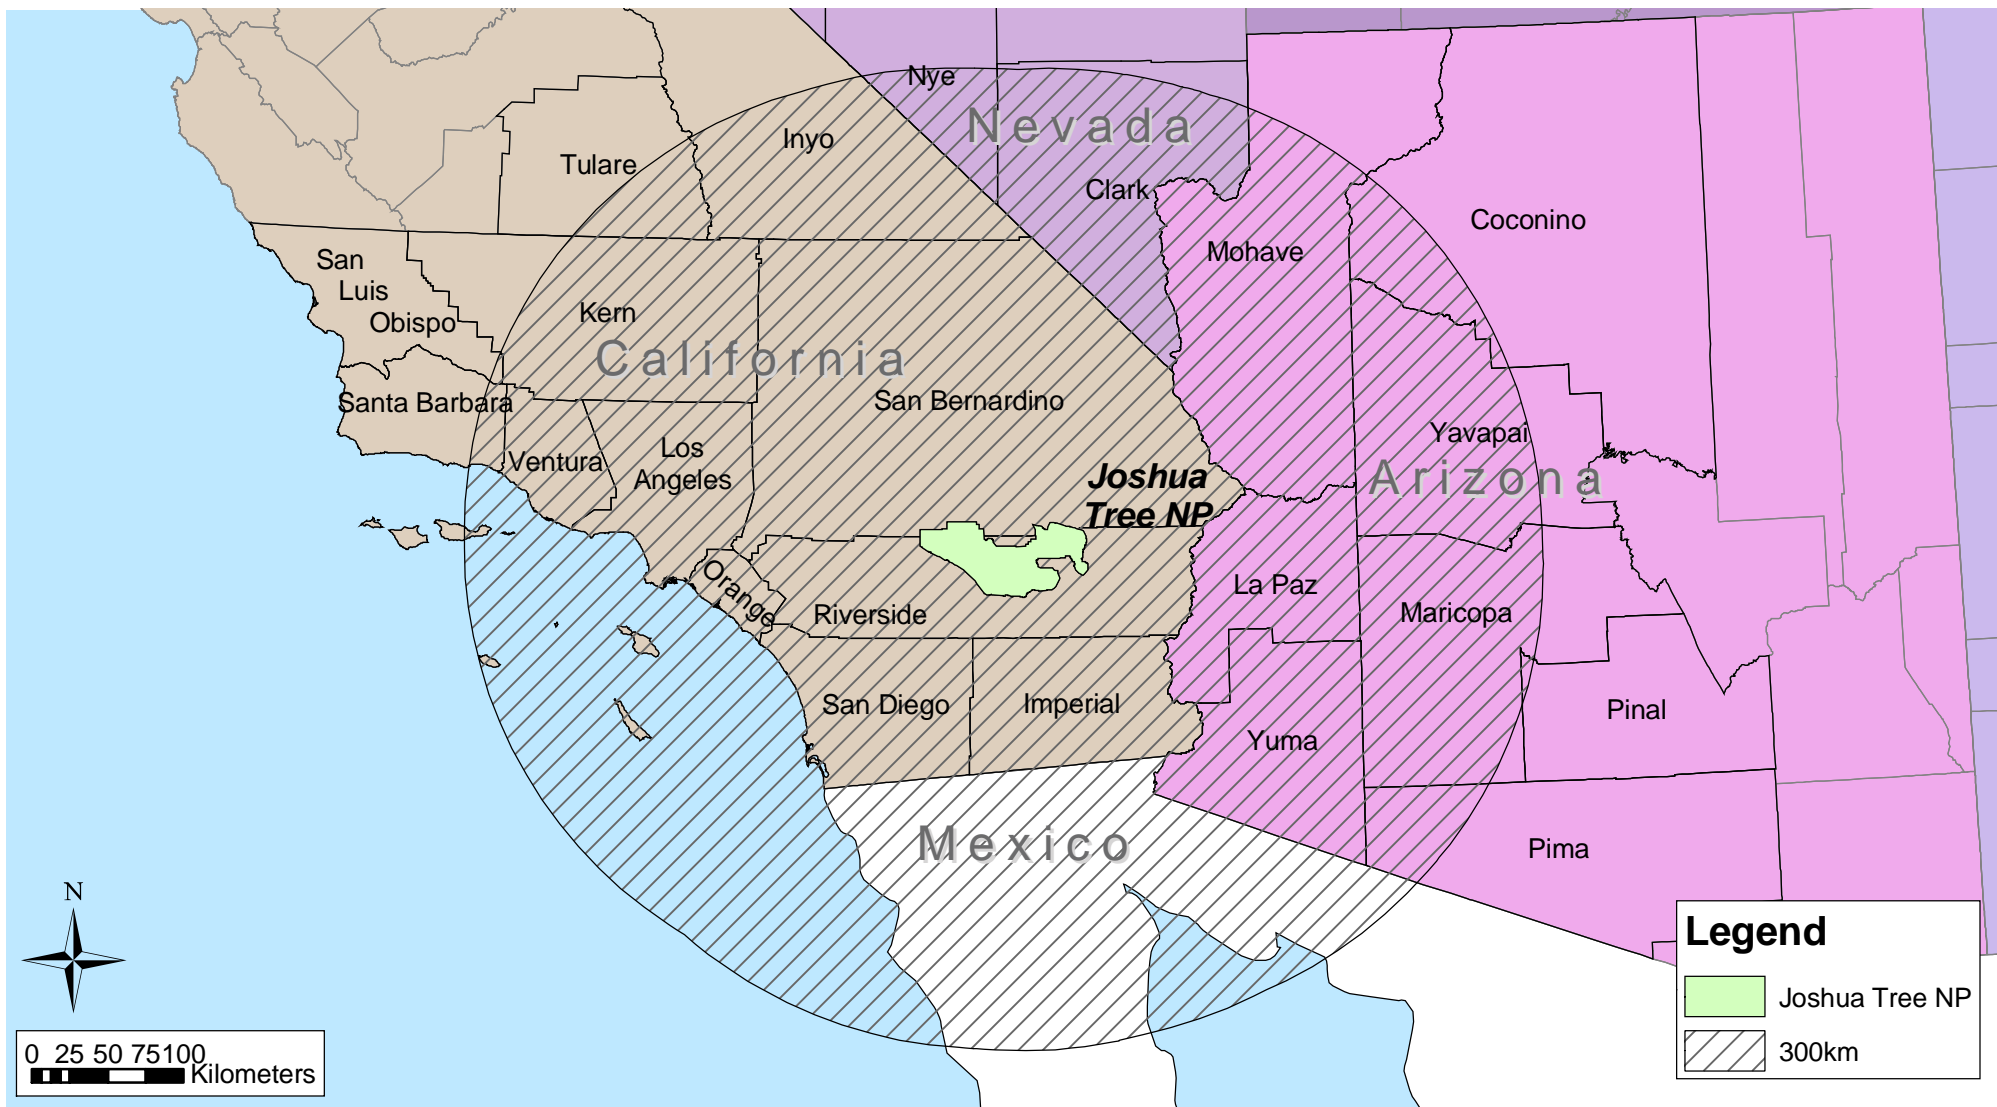 Nye
Nevada
Inyo
Tulare
Clark
Coconino
Mohave
San
Luis
Obispo
Kern
California
San Bernardino
Santa Barbara
Yavapai
Ventura
Los
Angeles
Joshua
Tree NP
Arizona
Orange
Riverside
La Paz
Maricopa
San Diego
Imperial
Yuma
Pinal
Mexico
Pima
N
Legend
Joshua Tree NP
300km
0 25 50 75100
Kilometers